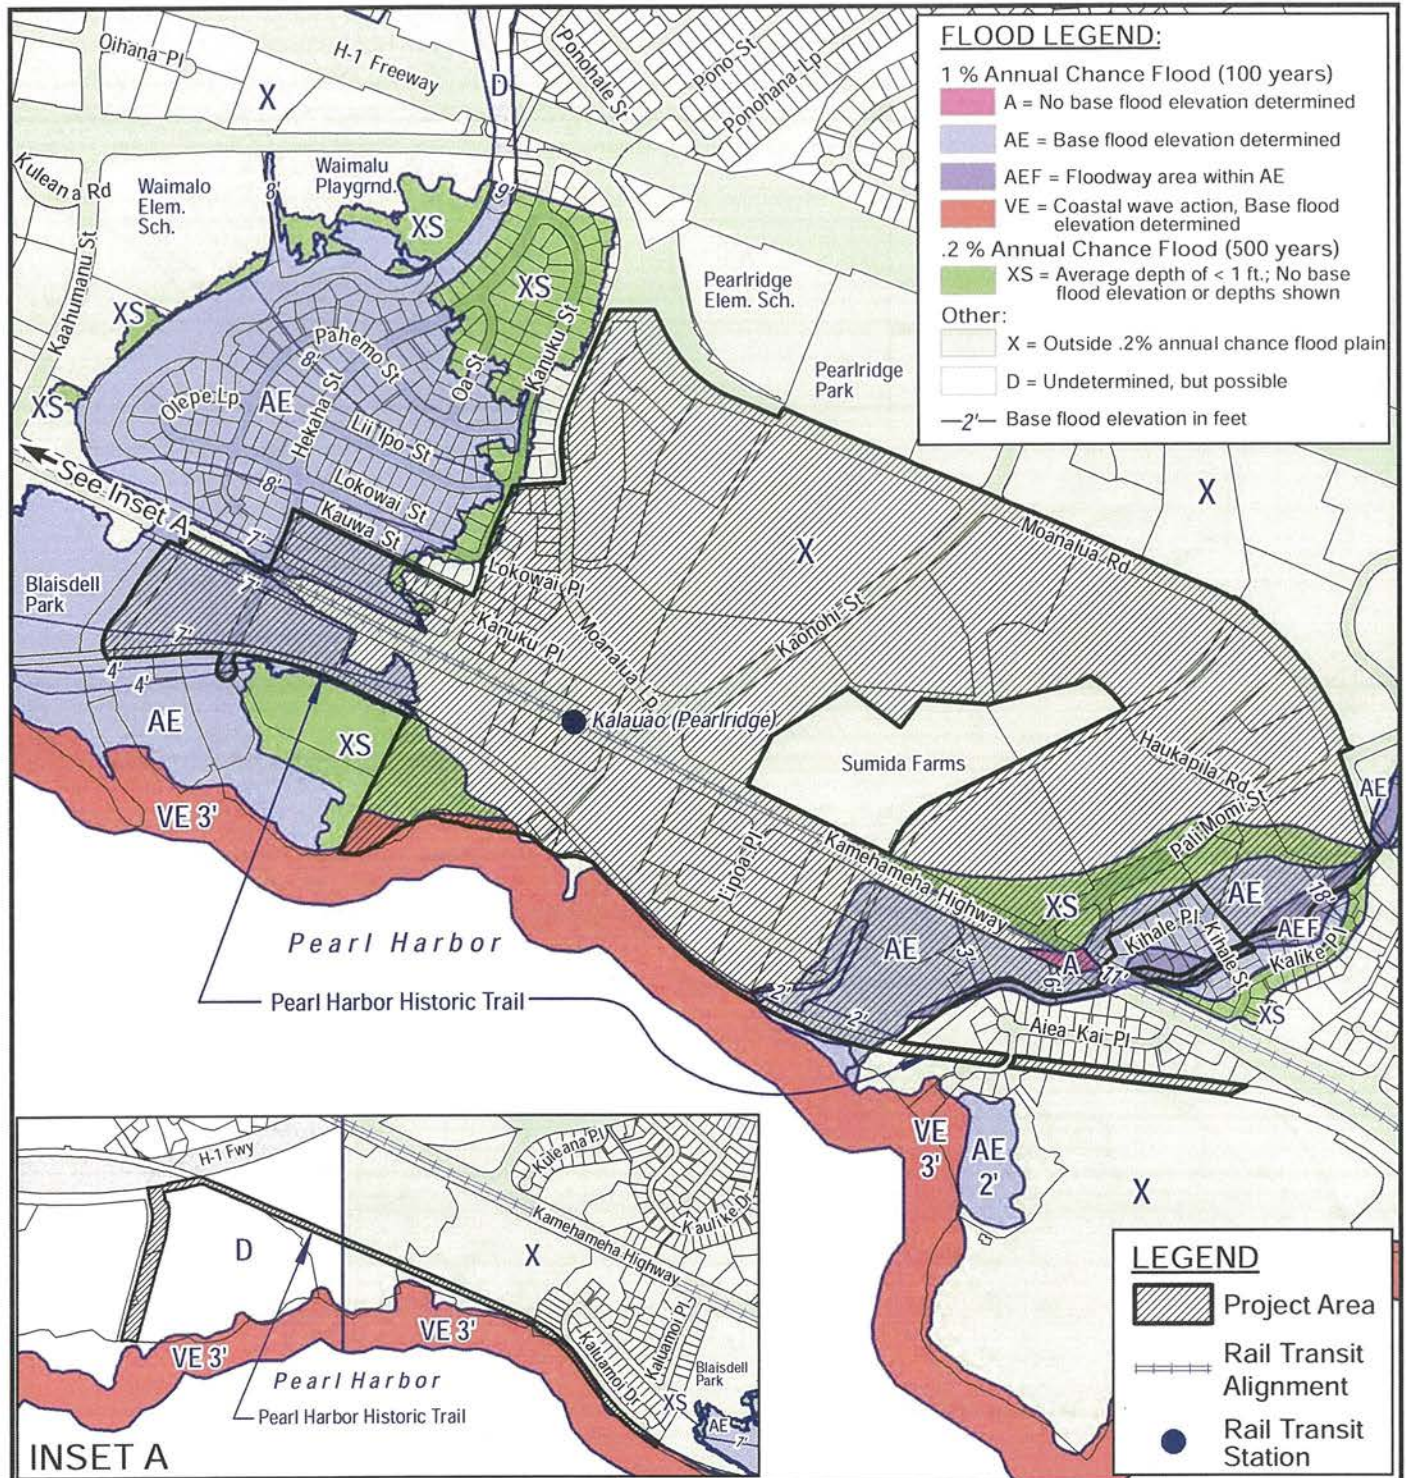 FLOOD LEGEND:
1 % Annual Chance Flood (100 years)
A = No base flood elevation determined
AE = Base flood elevation determined
AEF = Floodway area within AE
VE = Coastal wave action, Base flood
elevation determined
.2 % Annual Chance Flood (500 years)
XS = Average depth of < 1 ft.; No base
flood elevation or depths shown
Other:
X = Outside .2% annual chance flood plain
D = Undetermined, but possible
—2'— Base flood elevation in feet
Oihana Pl
H-1 Freeway
X
D
Ponohale St
Pono St
Ponohana Lp
Kuleana Rd
Waimalo
Elem.
Sch.
8'
Waimalu
Playgrnd.
9'
XS
Kaahumanu St
XS
XS
XS
Kanuku St
Pearlridge
Elem. Sch.
Pearlridge
Park
Pahemo St
8'
Oa St
Olepe Lp
AE
Hekaha St
Lii Ipo St
8'
Lokowai St
Kauwa St
See Inset A
7'
7'
7'
Blaisdell
Park
4'
4'
AE
XS
VE 3'
Lokowai Pl
Kanuku Pl
Moanalua Lp
X
Kaonohi St
Moanalua Rd
X
Kalauao (Pearlridge)
Sumida Farms
Haukapila Rd
Pali Momi St
AE
Lipoa Pl
Kamehameha Highway
XS
AE
AE
3'
A
6'
11'
18'
AEF
Kihale Pl
Kihale St
Kalike Pl
XS
2'
2'
Aiea Kai Pl
Pearl Harbor
Pearl Harbor Historic Trail
VE
3'
AE
2'
X
H-1 Fwy
Kuleana Pl
Kaulike D
Kamehameha Highway
D
X
VE 3'
VE 3'
Kaluamoi Pl
Kaluamoi Dr
Blaisdell
Park
XS
AE
7'
Pearl Harbor
Pearl Harbor Historic Trail
INSET A
LEGEND
Project Area
Rail Transit
Alignment
Rail Transit
Station